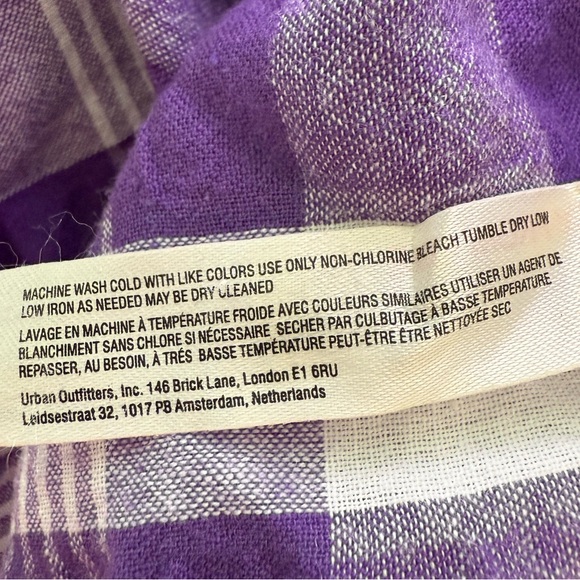 MACHINE WASH COLD WITH LIKE COLORS USE ONLY NON-CHLORINE BLEACH TUMBLE DRY LOW
LOW IRON AS NEEDED MAY BE DRY CLEANED
LAVAGE EN MACHINE À TEMPÉRATURE FROIDE AVEC COULEURS SIMILAIRES UTILISER UN AGENT DE
BLANCHIMENT SANS CHLORE SI NÉCESSAIRE SECHER PAR CULBUTAGE À BASSE TEMPERATURE
REPASSER, AU BESOIN, À TRÉS BASSE TEMPÉRATURE PEUT-ÉTRE ÉTRE NETTOYÉE SEC
Urban Outfitters, Inc. 146 Brick Lane, London E1 6RU
Leidsestraat 32, 1017 PB Amsterdam, Netherlands